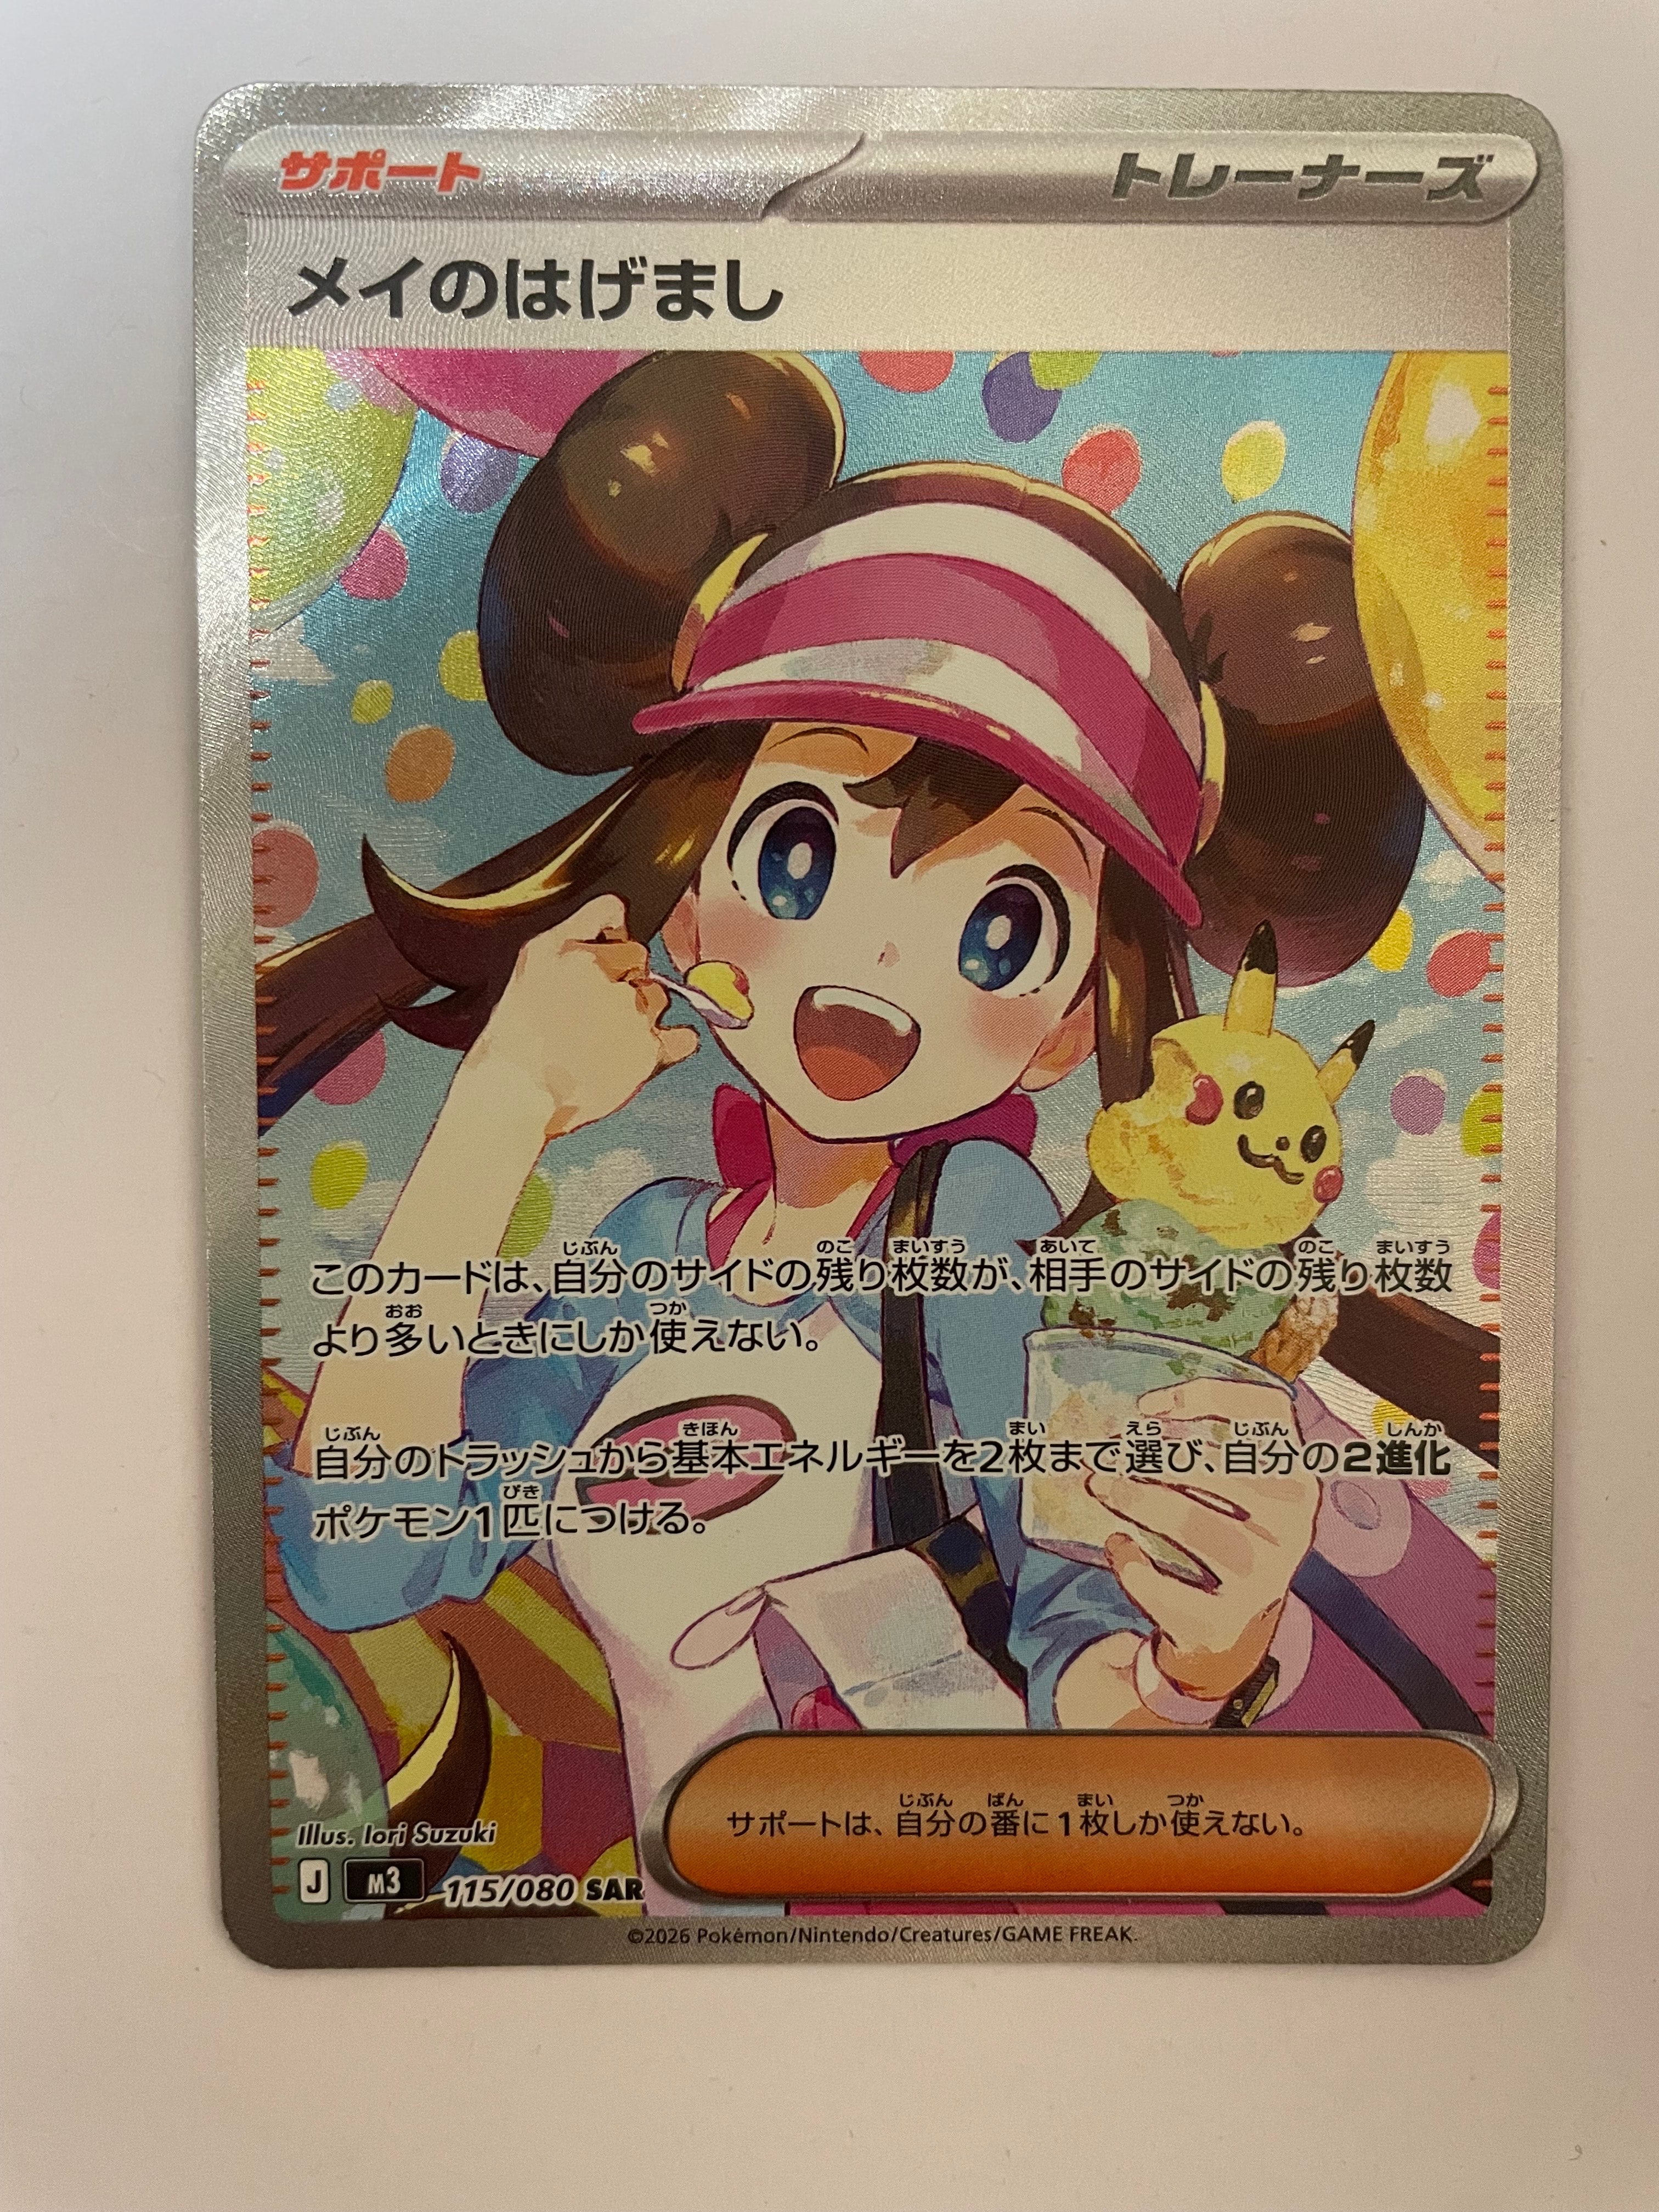 サポート
トレーナーズ
メイのはげまし
このカードは、自分のサイドの残り枚数が、相手のサイドの残り枚数
より多いときにしか使えない。
自分のトラッシュから基本エネルギーを2枚まで選び、自分の2進化
ポケモン1匹につける。
サポートは、自分の番に1枚しか使えない。
Illus. Iori Suzuki
J M3 115/080 SAR
©2026 Pokémon/Nintendo/Creatures/GAME FREAK.